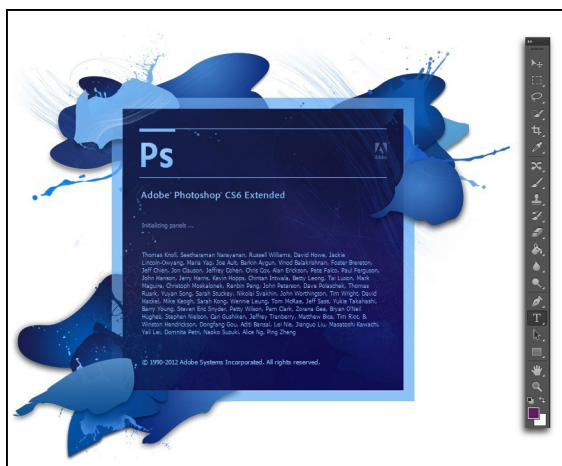 Ps
Adobe
Adobe® Photoshop® CS6 Extended
Initializing panels ...
Thomas Knoll, Seetharaman Narayanan, Russell Williams, David Howe, Jackie
Lincoln-Owyang, Maria Yap, Joe Ault, Barkin Aygun, Vinod Balakrishnan, Foster Brereton,
Jeff Chien, Jon Clauson, Jeffrey Cohen, Chris Cox, Alan Erickson, Pete Falco, Paul Ferguson,
John Hanson, Jerry Harris, Kevin Hopps, Chintan Intwala, Betty Leong, Tai Luxon, Mark
Maguire, Christoph Moskalonek, Renbin Peng, John Peterson, Dave Polaschek, Thomas
Ruark, Yuyan Song, Sarah Stuckey, Nikolai Svakhin, John Worthington, Tim Wright, David
Hackel, Mike Keogh, Sarah Kong, Wennie Leung, Tom McRae, Jeff Sass, Yukie Takahashi,
Barry Young, Steven Eric Snyder, Patty Wilson, Pam Clark, Zorana Gee, Bryan O'Neil
Hughes, Stephen Nielson, Cari Gushiken, Jeffrey Tranberry, Matthew Bice, Tim Riot, B.
Winston Hendrickson, Dongfang Gou, Aditi Bansal, Lei Nie, Jianguo Liu, Masatoshi Kawachi,
Yali Lei, Domnita Petri, Naoko Suzuki, Alice Ng, Ping Zheng
© 1990-2012 Adobe Systems Incorporated. All rights reserved.
T